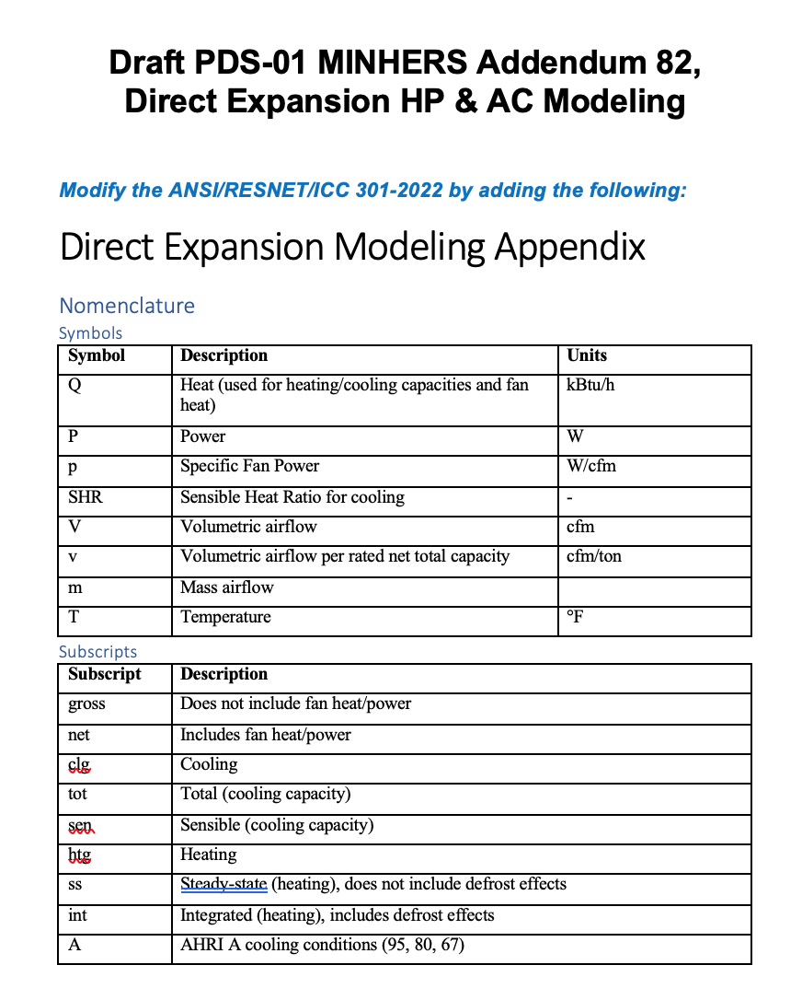 Draft PDS-01 MINHERS Addendum 82,
Direct Expansion HP & AC Modeling
Modify the ANSI/RESNET/ICC 301-2022 by adding the following:
Direct Expansion Modeling Appendix
Nomenclature
Symbols
Symbol Description Units
Q Heat (used for heating/cooling capacities and fan kBtu/h
heat)
P Power W
p Specific Fan Power W/cfm
SHR Sensible Heat Ratio for cooling -
V Volumetric airflow cfm
v Volumetric airflow per rated net total capacity cfm/ton
m Mass airflow
T Temperature °F
Subscripts
Subscript Description
gross Does not include fan heat/power
net Includes fan heat/power
clg Cooling
tot Total (cooling capacity)
sen Sensible (cooling capacity)
htg Heating
ss Steady-state (heating), does not include defrost effects
int Integrated (heating), includes defrost effects
A AHRI A cooling conditions (95, 80, 67)